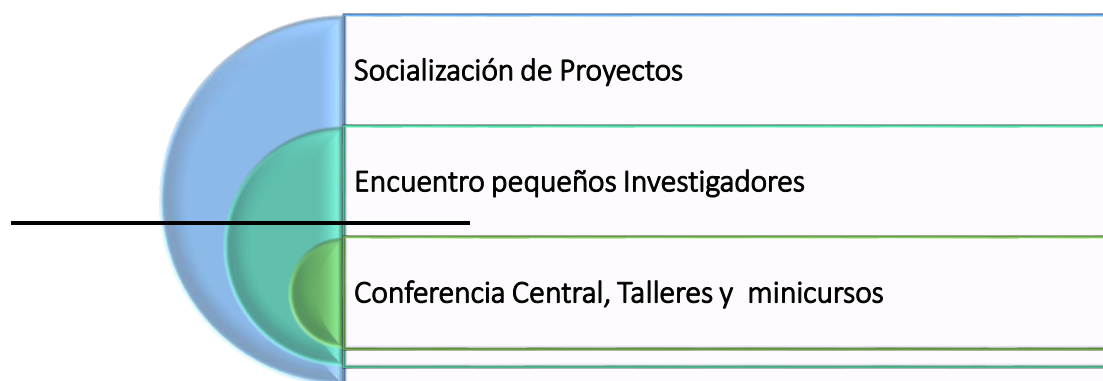 Socialización de Proyectos
Encuentro pequeños Investigadores
Conferencia Central, Talleres y  minicursos